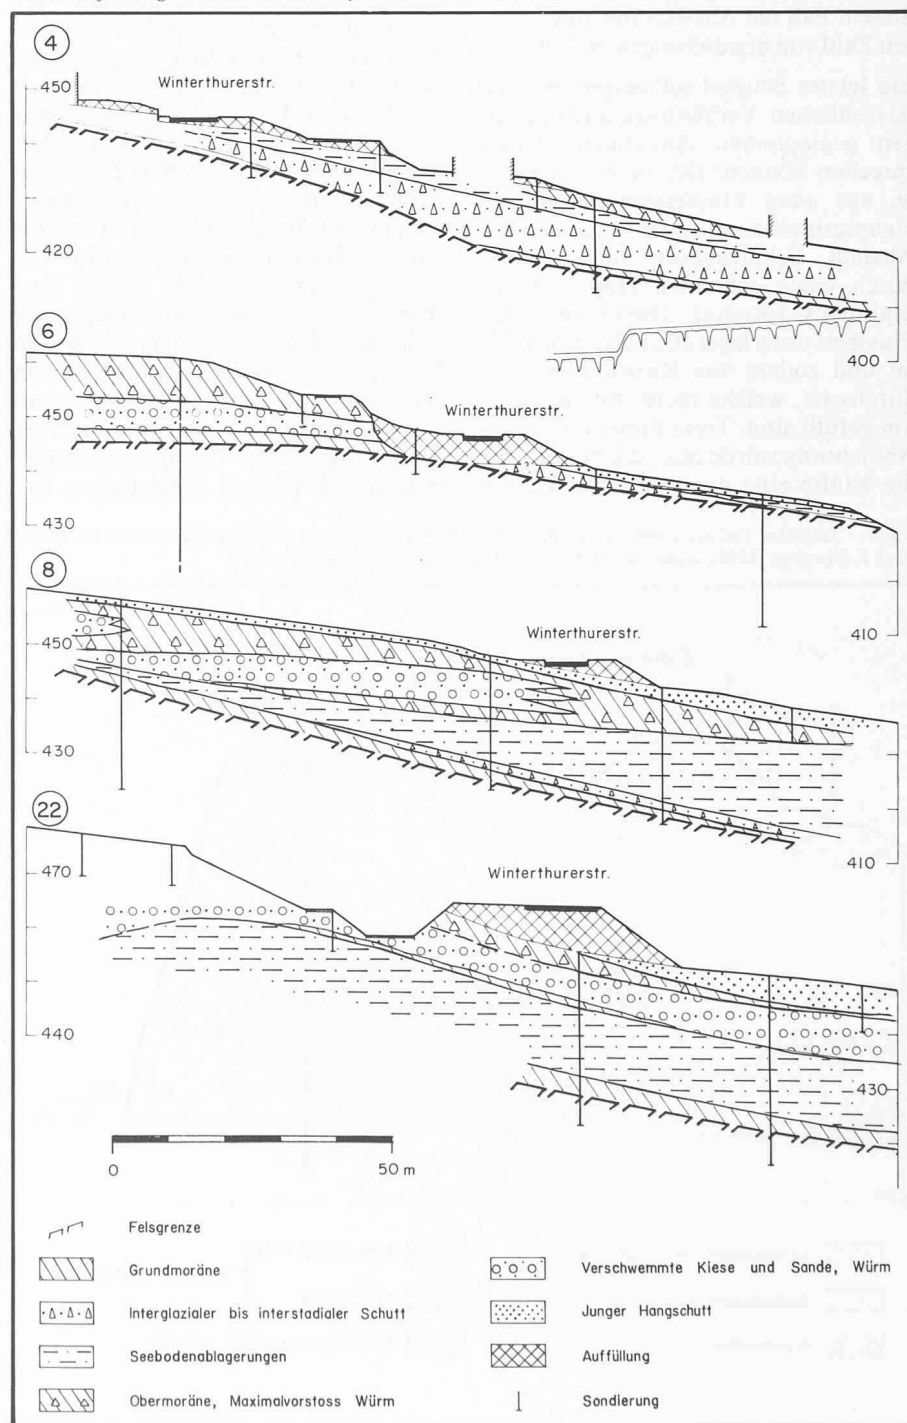 4
450
Winterthurerstr.
420
400
6
450
Winterthurerstr.
430
410
8
450
Winterthurerstr.
430
410
22
470
Winterthurerstr.
440
430
0
50 m
Felsgrenze
Grundmoräne
Interglazialer bis interstadialer Schutt
Seebodenablagerungen
Obermoräne, Maximalvorstoss Würm
Verschwemmte Kiese und Sande, Würm
Junger Hangschutt
Auffüllung
Sondierung